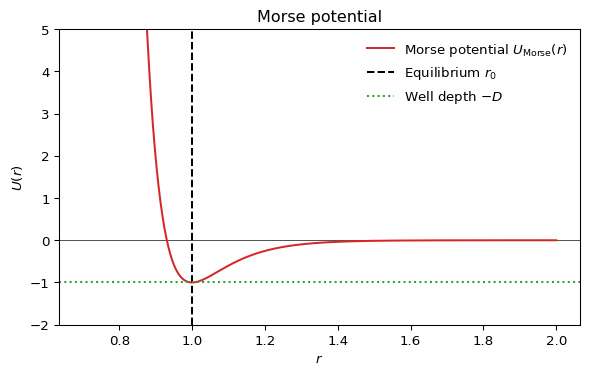 Morse potential
Morse potential U_Morse(r)
Equilibrium r_0
Well depth −D
U(r)
5
4
3
2
1
0
−1
−2
0.8 1.0 1.2 1.4 1.6 1.8 2.0
r